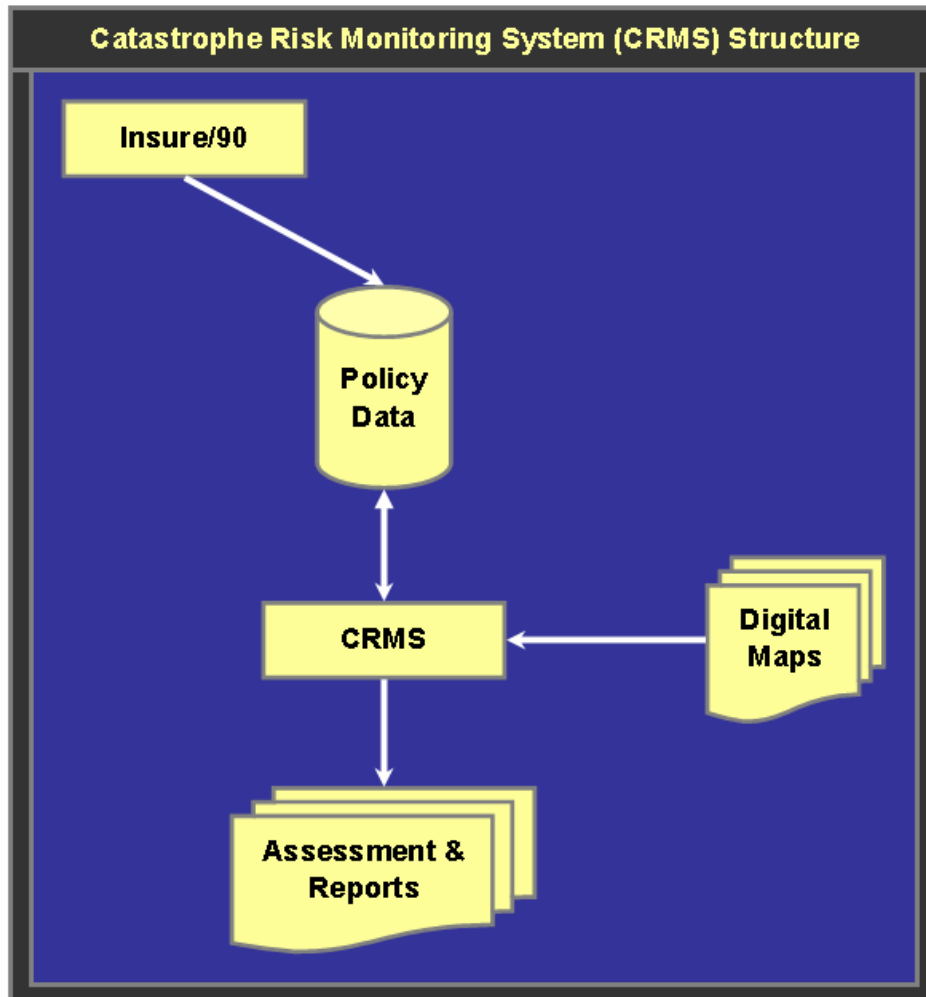 Catastrophe Risk Monitoring System (CRMS) Structure
Insure/90
Policy
Data
CRMS
Digital
Maps
Assessment &
Reports